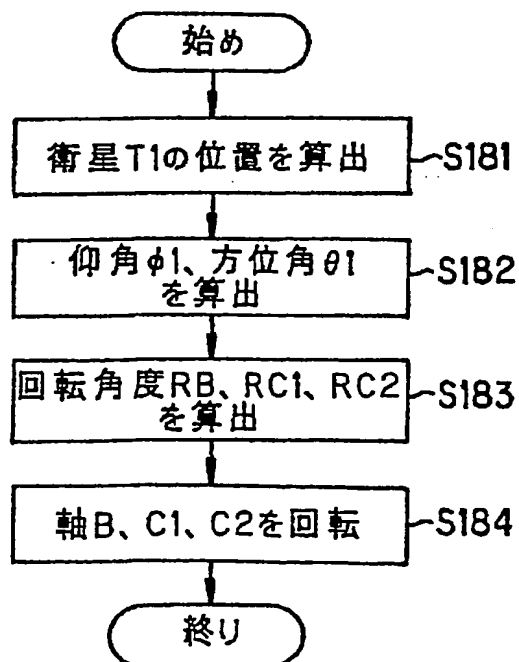 始め
衛星T1の位置を算出
S181
仰角φ1、方位角θ1
を算出
S182
回転角度RB、RC1、RC2
を算出
S183
軸B、C1、C2を回転
S184
終り